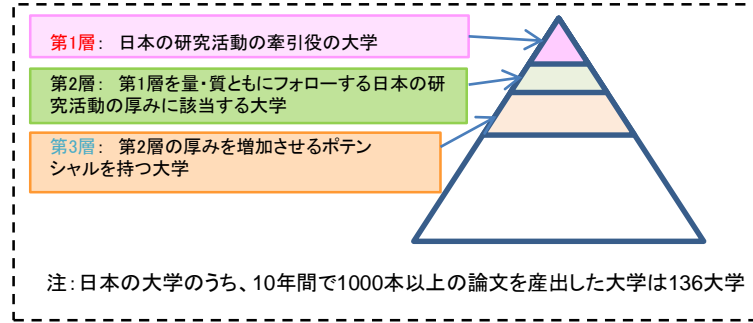 第1層： 日本の研究活動の牽引役の大学
第2層： 第1層を量・質ともにフォローする日本の研
究活動の厚みに該当する大学
第3層： 第2層の厚みを増加させるポテン
シャルを持つ大学
注：日本の大学のうち、10年間で1000本以上の論文を産出した大学は136大学